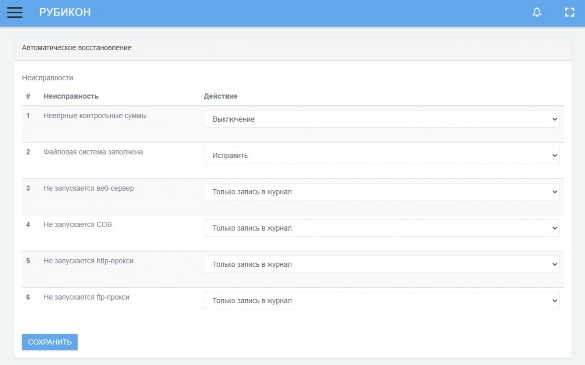 РУБИКОН
Автоматическое восстановление
Неисправности
# Неисправность Действие
1 Неверные контрольные суммы Выключение
2 Файловая система заполнена Исправить
3 Не запускается веб-сервер Только запись в журнал
4 Не запускается СОВ Только запись в журнал
5 Не запускается http-прокси Только запись в журнал
6 Не запускается ftp-прокси Только запись в журнал
СОХРАНИТЬ